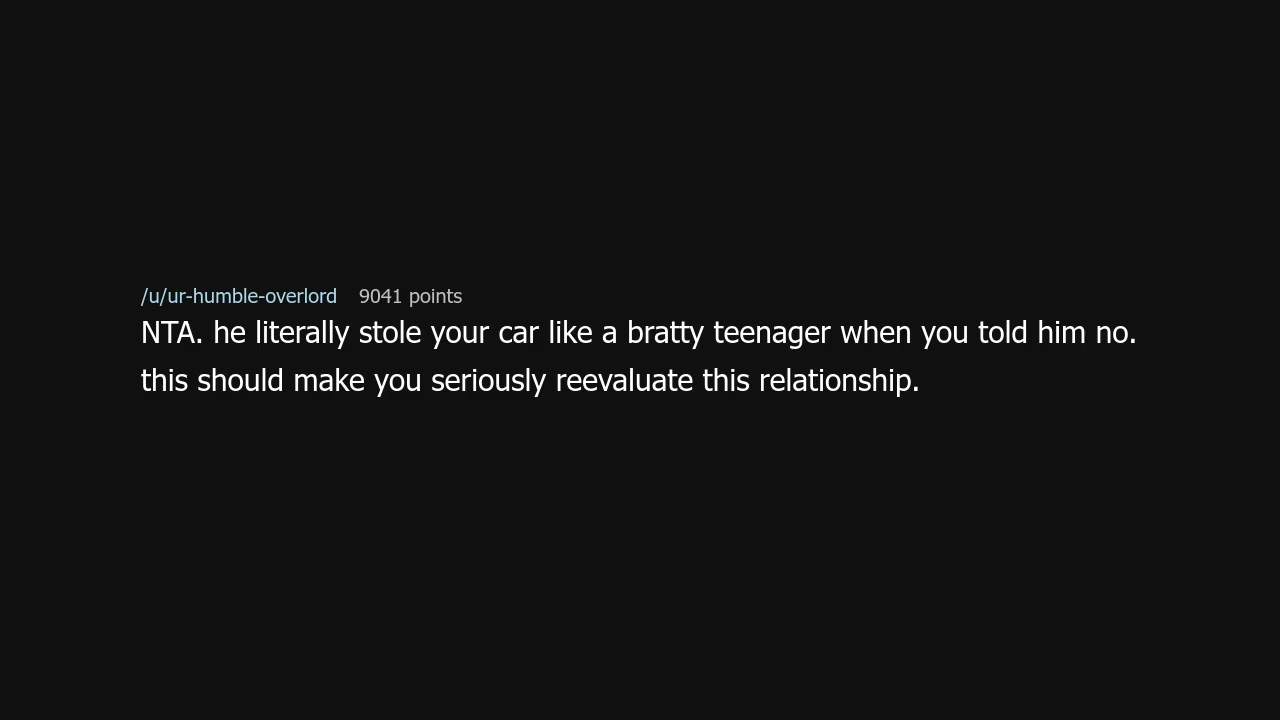 /u/ur-humble-overlord 9041 points
NTA. he literally stole your car like a bratty teenager when you told him no.
this should make you seriously reevaluate this relationship.